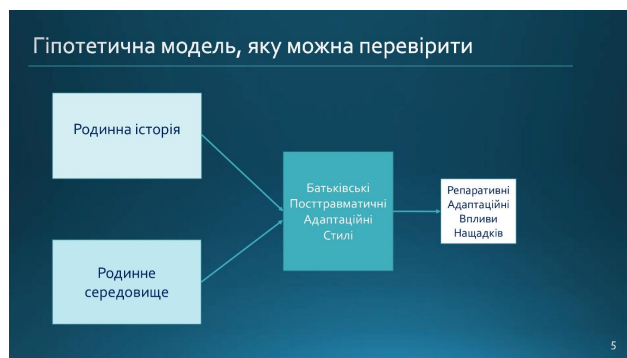 Гіпотетична модель, яку можна перевірити
Родинна історія
Батьківські
Посттравматичні
Адаптаційні
Стилі
Репаративні
Адаптаційні
Впливи
Нащадків
Родинне
середовище
5